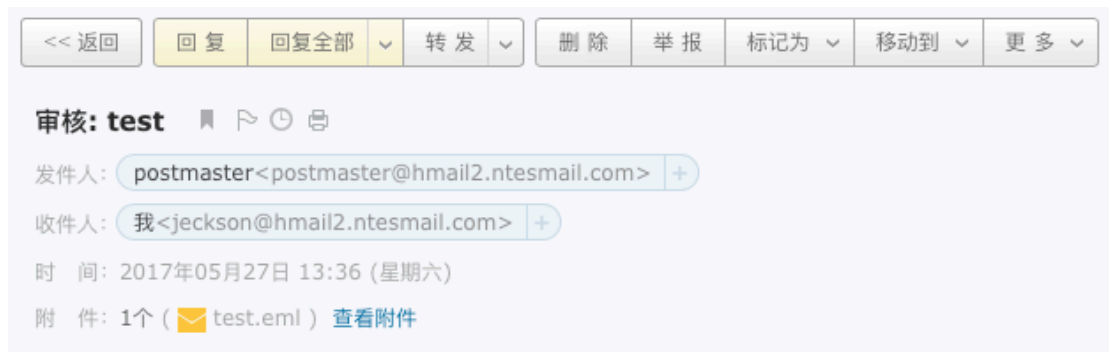 << 返回 回 复 回复全部 转 发 删 除 举 报 标记为 移动到 更 多
审核: test
发件人: postmaster<postmaster@hmail2.ntesmail.com> +
收件人: 我<jeckson@hmail2.ntesmail.com> +
时 间: 2017年05月27日 13:36 (星期六)
附 件: 1个 ( test.eml ) 查看附件